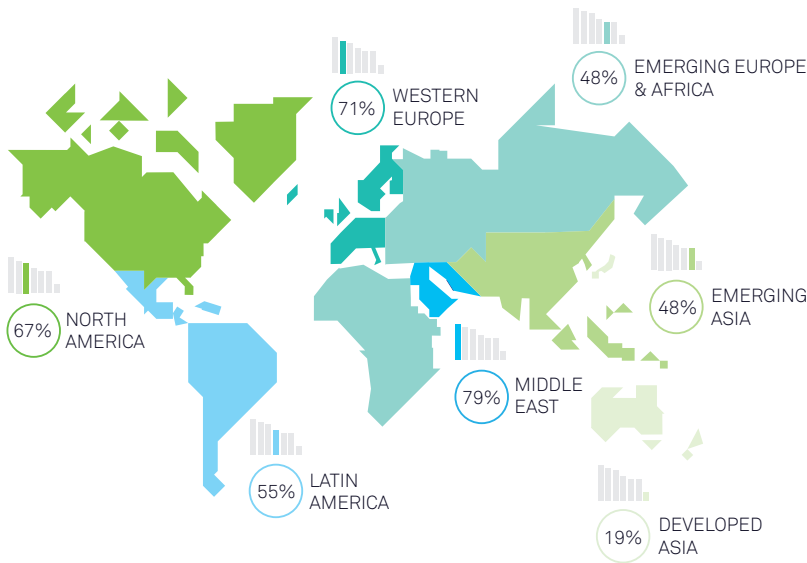 48%
EMERGING EUROPE
& AFRICA
71%
WESTERN
EUROPE
67%
NORTH
AMERICA
48%
EMERGING
ASIA
79%
MIDDLE
EAST
55%
LATIN
AMERICA
19%
DEVELOPED
ASIA